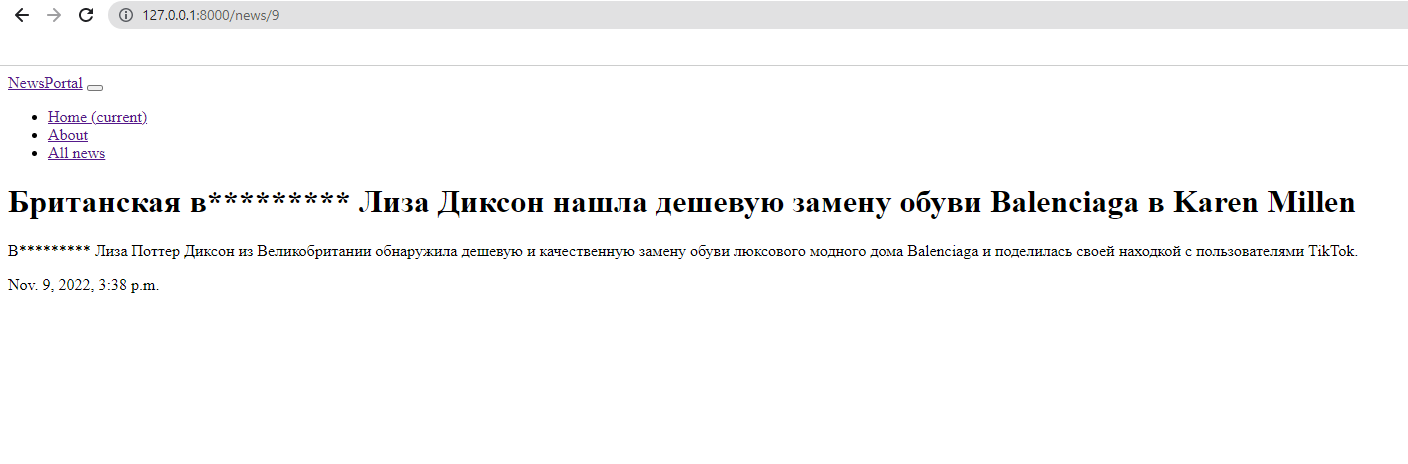 127.0.0.1:8000/news/9
NewsPortal
Home (current)
About
All news
Британская в********* Лиза Диксон нашла дешевую замену обуви Balenciaga в Karen Millen
В********* Лиза Поттер Диксон из Великобритании обнаружила дешевую и качественную замену обуви люксового модного дома Balenciaga и поделилась своей находкой с пользователями TikTok.
Nov. 9, 2022, 3:38 p.m.